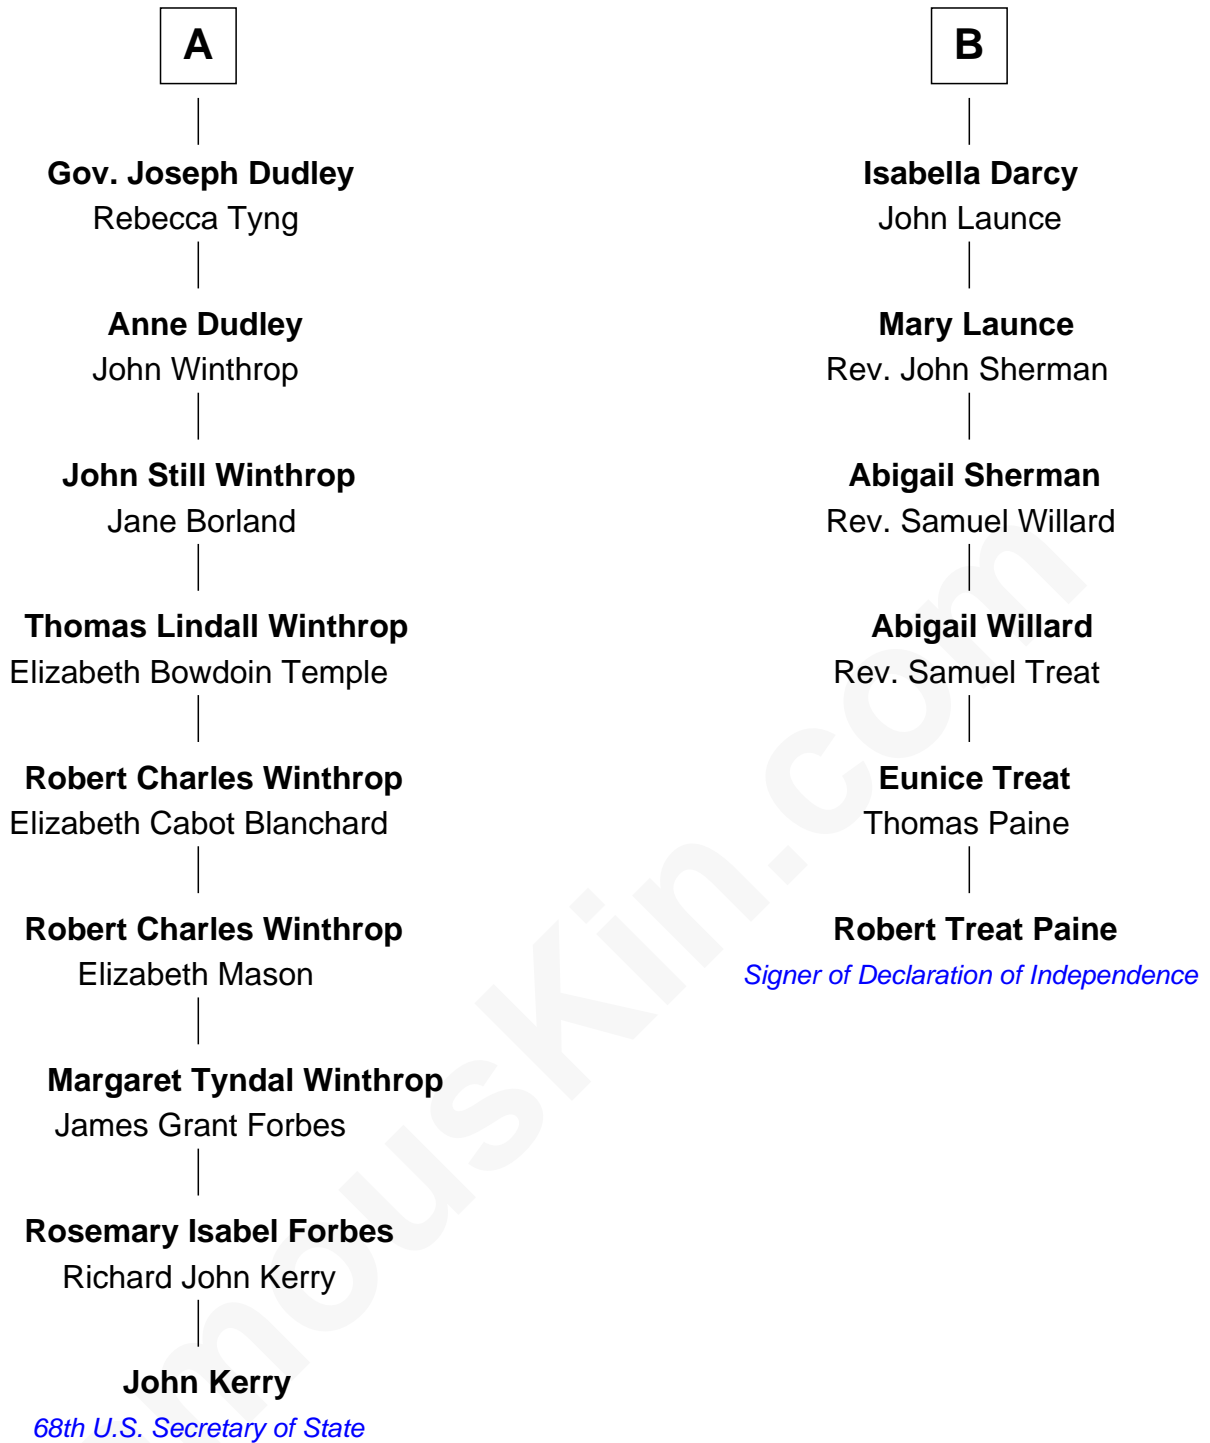 A
Gov. Joseph Dudley
Rebecca Tyng
Anne Dudley
John Winthrop
John Still Winthrop
Jane Borland
Thomas Lindall Winthrop
Elizabeth Bowdoin Temple
Robert Charles Winthrop
Elizabeth Cabot Blanchard
Robert Charles Winthrop
Elizabeth Mason
Margaret Tyndal Winthrop
James Grant Forbes
Rosemary Isabel Forbes
Richard John Kerry
John Kerry
68th U.S. Secretary of State
B
Isabella Darcy
John Launce
Mary Launce
Rev. John Sherman
Abigail Sherman
Rev. Samuel Willard
Abigail Willard
Rev. Samuel Treat
Eunice Treat
Thomas Paine
Robert Treat Paine
Signer of Declaration of Independence
mousKin.com